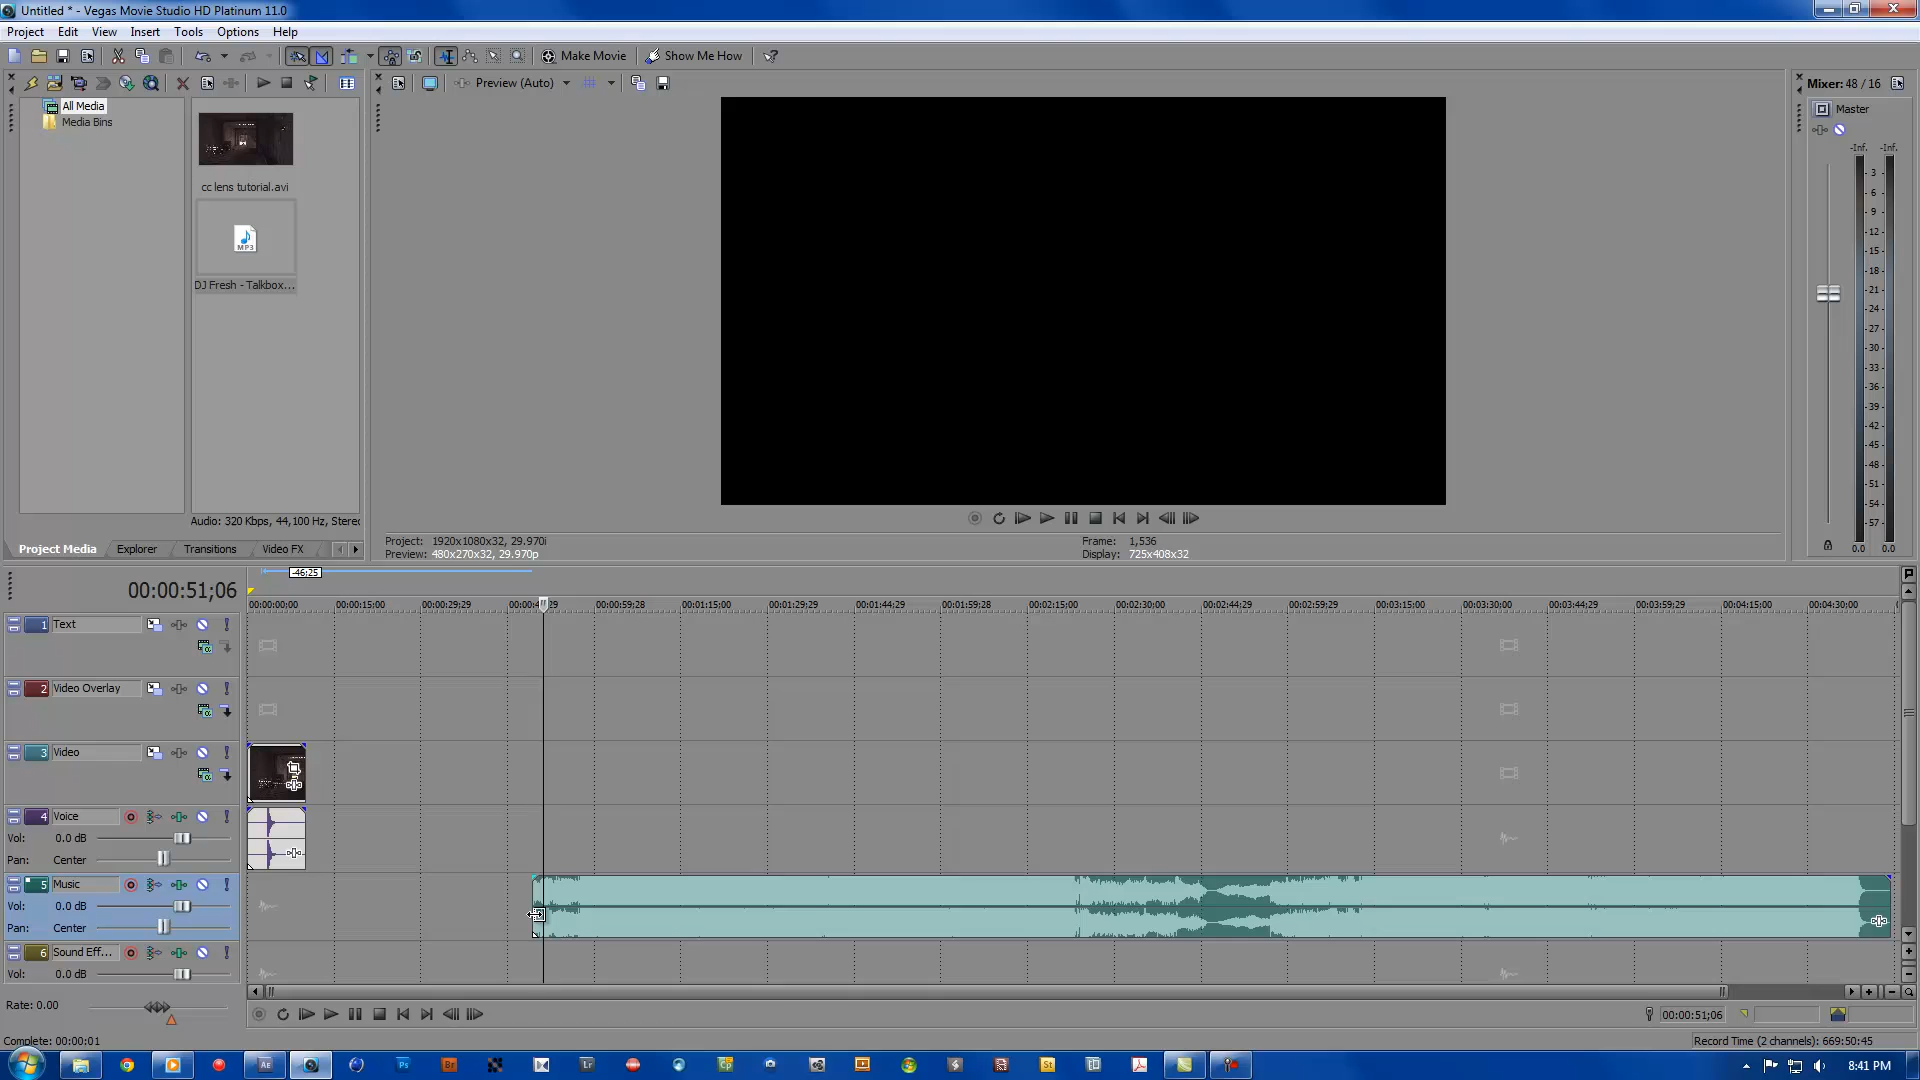 Untitled * - Vegas Movie Studio HD Platinum 11.0
Project Edit View Insert Tools Options Help
Make Movie Show Me How
Preview (Auto)
Mixer: 48 / 16
All Media
Media Bins
Master
-Inf. -Inf.
3
6
9
12
15
18
21
24
27
30
33
36
39
42
45
48
51
54
57
0.0 0.0
cc lens tutorial.avi
MP3
DJ Fresh - Talkbox...
Audio: 320 Kbps, 44,100 Hz, Stere
Project Media Explorer Transitions Video FX
Project: 1920x1080x32, 29.970i
Preview: 480x270x32, 29.970p
Frame: 1,536
Display: 725x408x32
-46;25
00:00:51;06
00:00:00;00 00:00:15;00 00:00:29;29 00:00:4 29 00:00:59;28 00:01:15;00 00:01:29;29 00:01:44;29 00:01:59;28 00:02:15;00 00:02:30;00 00:02:44;29 00:02:59;29 00:03:15;00 00:03:30;00 00:03:44;29 00:03:59;29 00:04:15;00 00:04:30;00
1 Text
2 Video Overlay
3 Video
4 Voice
Vol: 0.0 dB
Pan: Center
5 Music
Vol: 0.0 dB
Pan: Center
6 Sound Eff...
Vol: 0.0 dB
Rate: 0.00
00:00:51;06
Complete: 00:00:01
Record Time (2 channels): 669:50:45
AE Ps Br Lr Cp St
8:41 PM